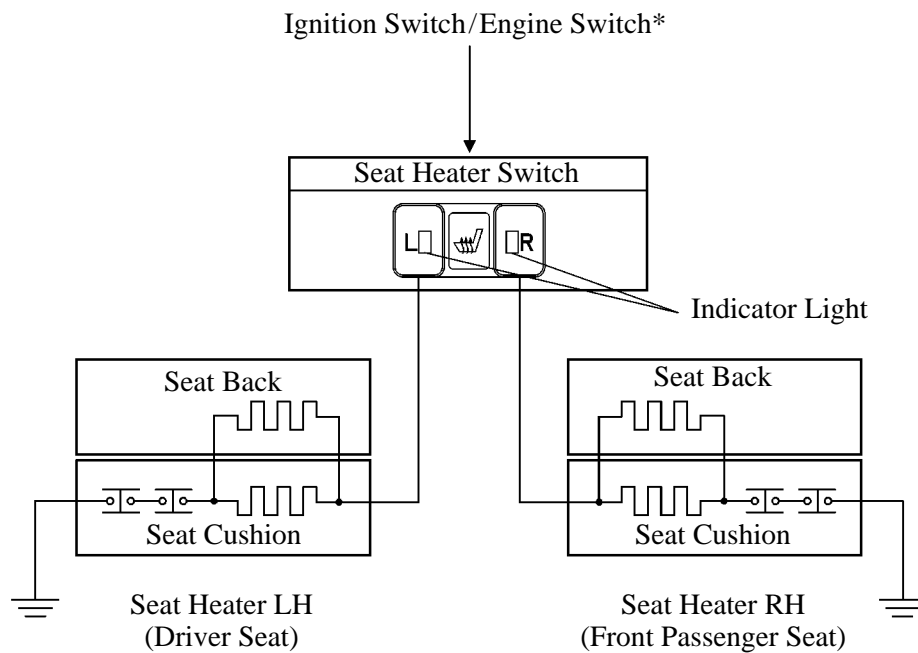 Ignition Switch/Engine Switch*
Seat Heater Switch
L
R
Indicator Light
Seat Back
Seat Back
Seat Cushion
Seat Cushion
Seat Heater LH
(Driver Seat)
Seat Heater RH
(Front Passenger Seat)